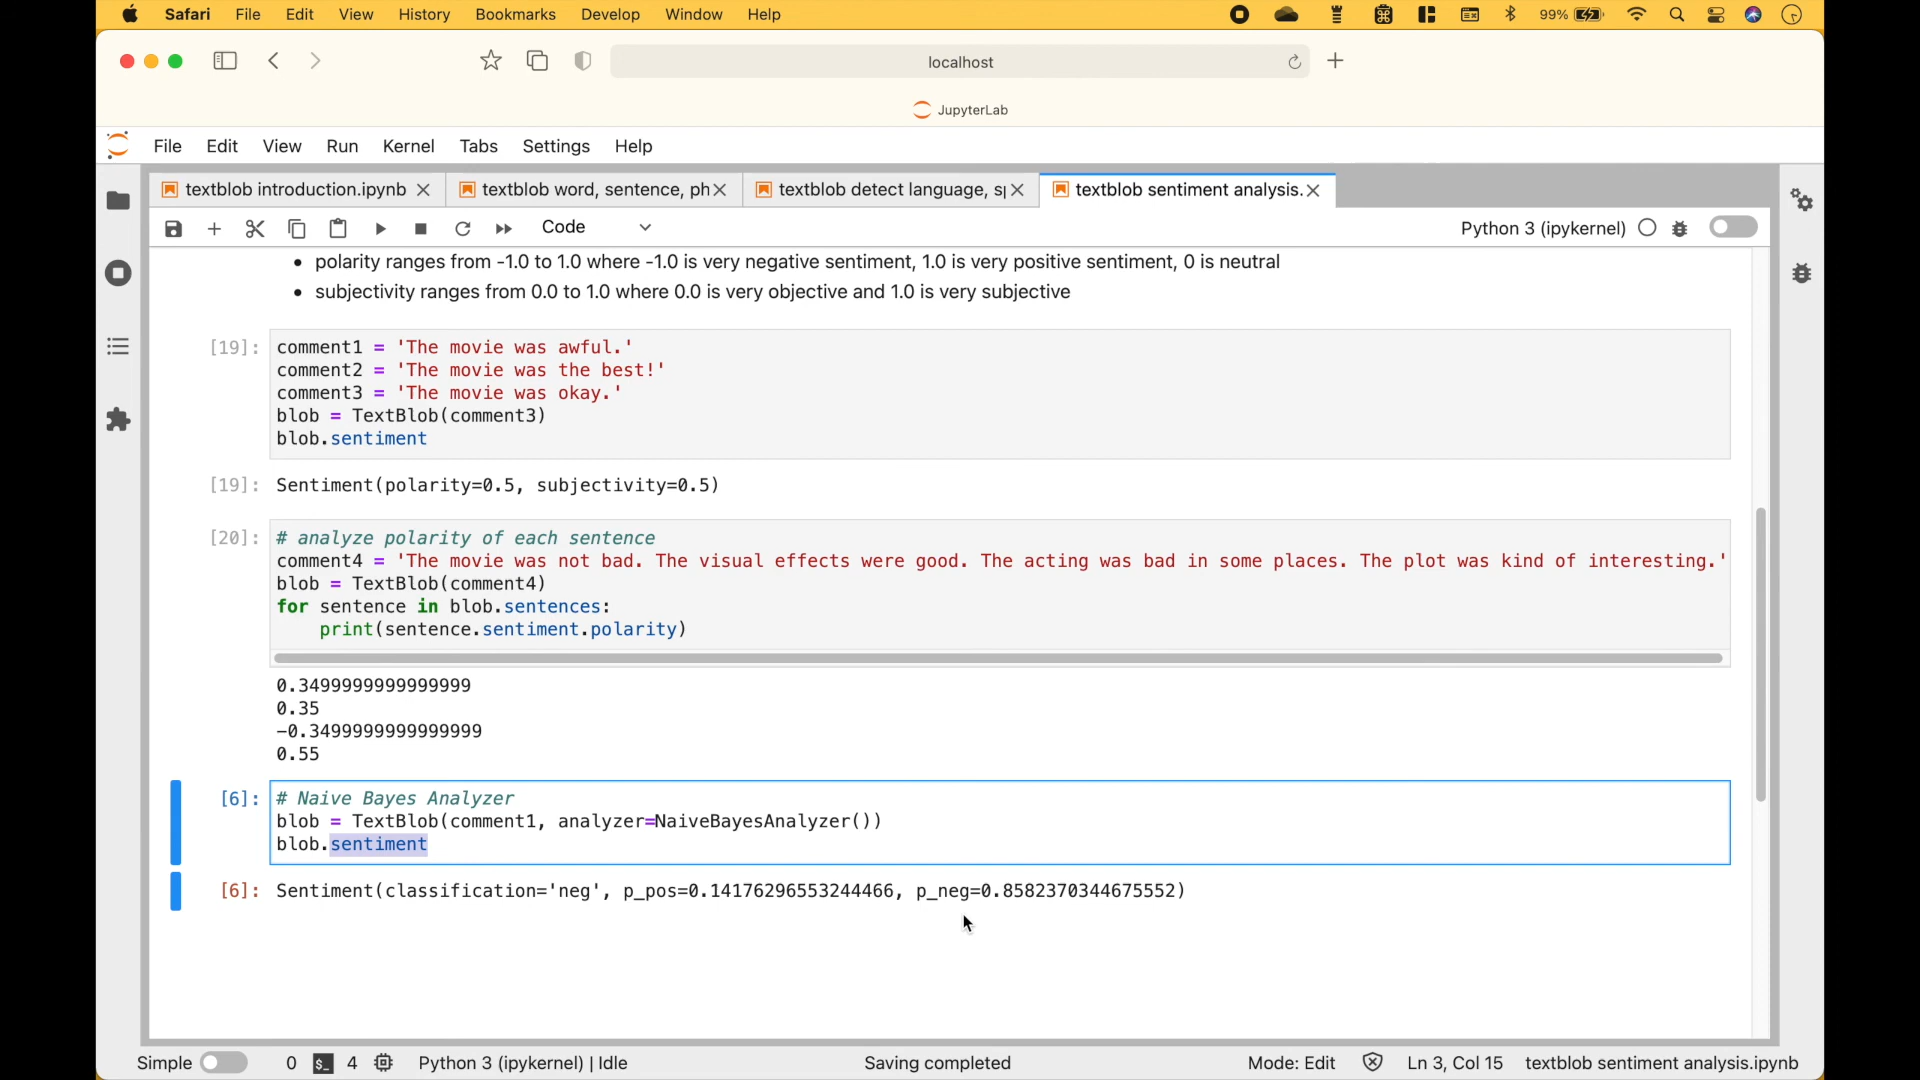 Safari File Edit View History Bookmarks Develop Window Help 99%
localhost
JupyterLab
File Edit View Run Kernel Tabs Settings Help
textblob introduction.ipynb textblob word, sentence, ph textblob detect language, s textblob sentiment analysis.
Code Python 3 (ipykernel)
• polarity ranges from -1.0 to 1.0 where -1.0 is very negative sentiment, 1.0 is very positive sentiment, 0 is neutral
• subjectivity ranges from 0.0 to 1.0 where 0.0 is very objective and 1.0 is very subjective
[19]: comment1 = 'The movie was awful.'
comment2 = 'The movie was the best!'
comment3 = 'The movie was okay.'
blob = TextBlob(comment3)
blob.sentiment
[19]: Sentiment(polarity=0.5, subjectivity=0.5)
[20]: # analyze polarity of each sentence
comment4 = 'The movie was not bad. The visual effects were good. The acting was bad in some places. The plot was kind of interesting.'
blob = TextBlob(comment4)
for sentence in blob.sentences:
    print(sentence.sentiment.polarity)
0.3499999999999999
0.35
-0.3499999999999999
0.55
[6]: # Naive Bayes Analyzer
blob = TextBlob(comment1, analyzer=NaiveBayesAnalyzer())
blob.sentiment
[6]: Sentiment(classification='neg', p_pos=0.14176296553244466, p_neg=0.8582370344675552)
Simple 0 $_ 4 Python 3 (ipykernel) | Idle Saving completed Mode: Edit Ln 3, Col 15 textblob sentiment analysis.ipynb